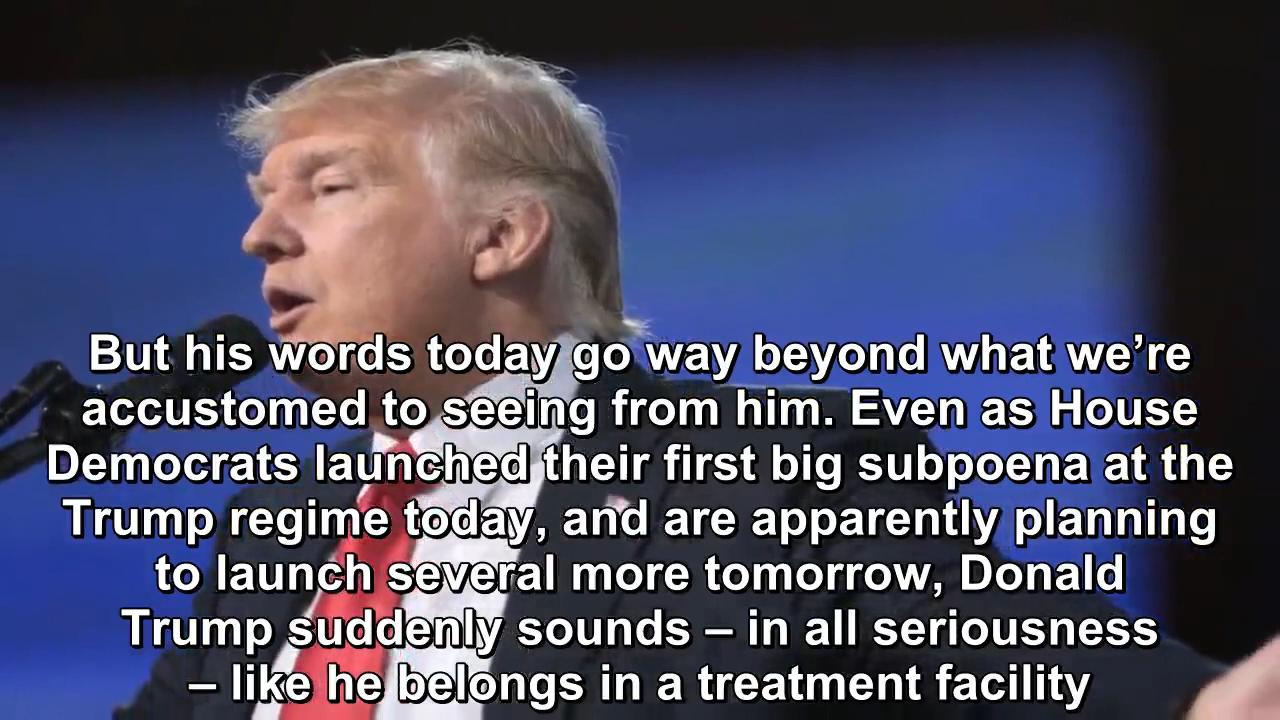 But his words today go way beyond what we’re
accustomed to seeing from him. Even as House
Democrats launched their first big subpoena at the
Trump regime today, and are apparently planning
to launch several more tomorrow, Donald
Trump suddenly sounds – in all seriousness
– like he belongs in a treatment facility